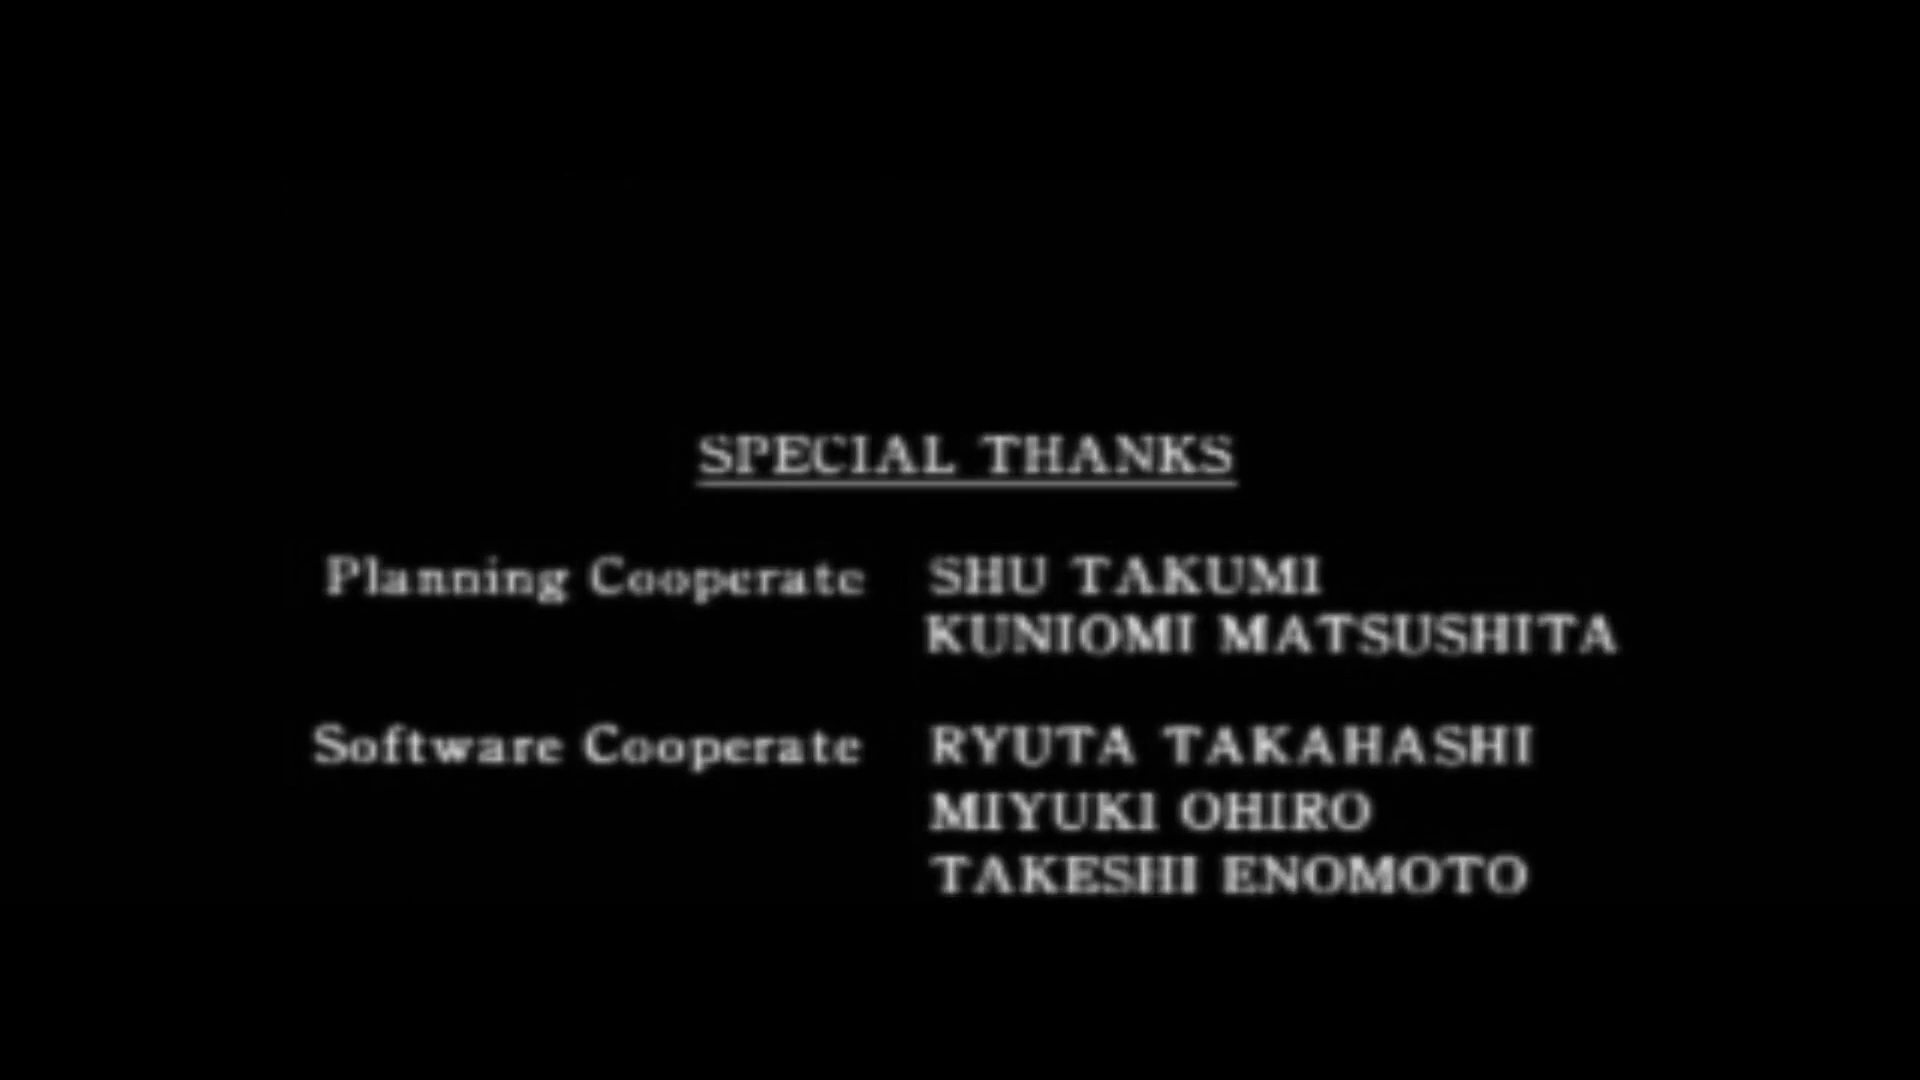 SPECIAL THANKS
Planning Cooperate SHU TAKUMI
KUNIOMI MATSUSHITA
Software Cooperate RYUTA TAKAHASHI
MIYUKI OHIRO
TAKESHI ENOMOTO